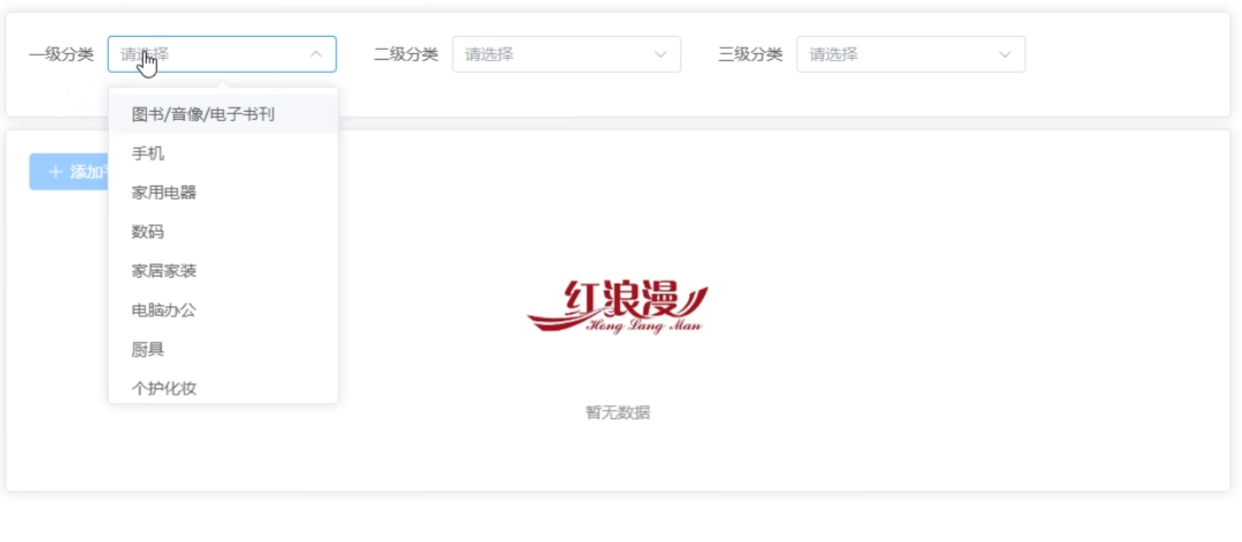 一级分类 请选择 二级分类 请选择 三级分类 请选择
图书/音像/电子书刊
手机
添加
家用电器
数码
家居家装
电脑办公
厨具
个护化妆
红浪漫
Hong Lang Man
暂无数据